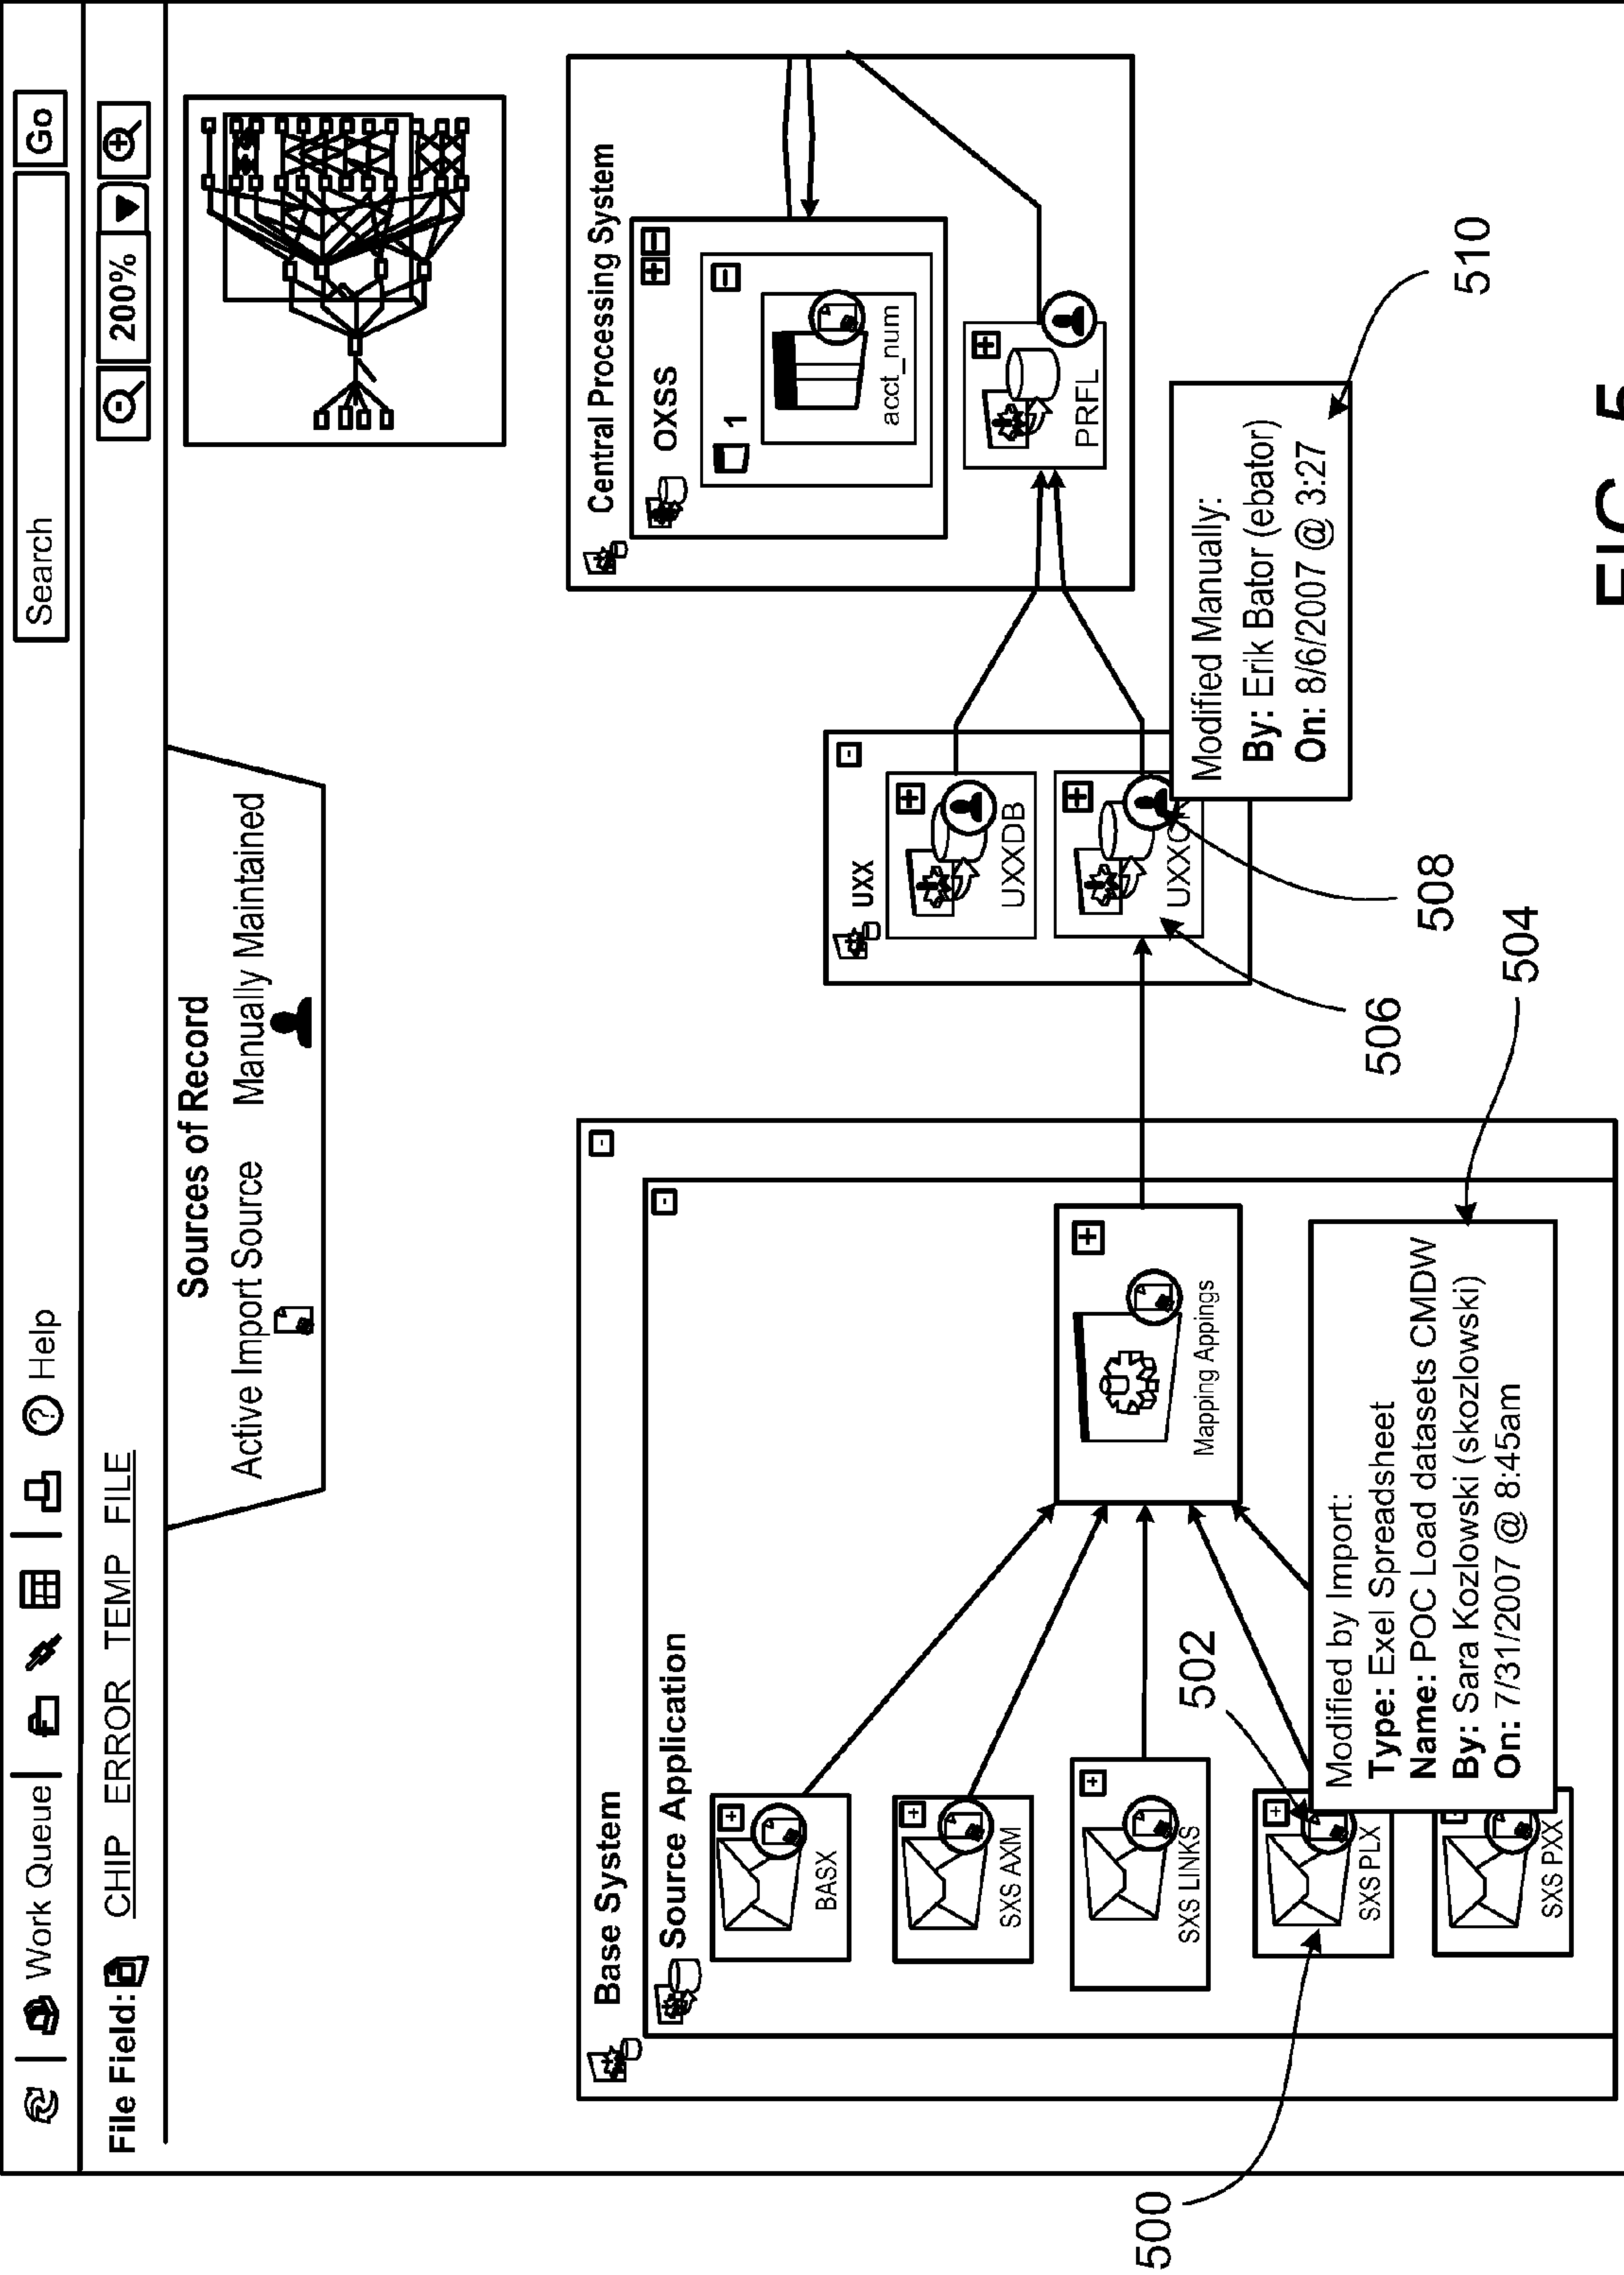 Work Queue
Help
Search
Go
File Field:
CHIP ERROR TEMP FILE
200%
Sources of Record
Active Import Source
Manually Maintained
Base System
Source Application
BASX
SXS AXM
SXS LINKS
SXS PLX
SXS PXX
Mapping Appings
Modified by Import:
Type: Exel Spreadsheet
Name: POC Load datasets CMDW
By: Sara Kozlowski (skozlowski)
On: 7/31/2007 @ 8:45am
UXX
UXXDB
Modified Manually:
By: Erik Bator (ebator)
On: 8/6/2007 @ 3:27
Central Processing System
OXSS
1
acct_num
PRFL
500
502
504
506
508
510